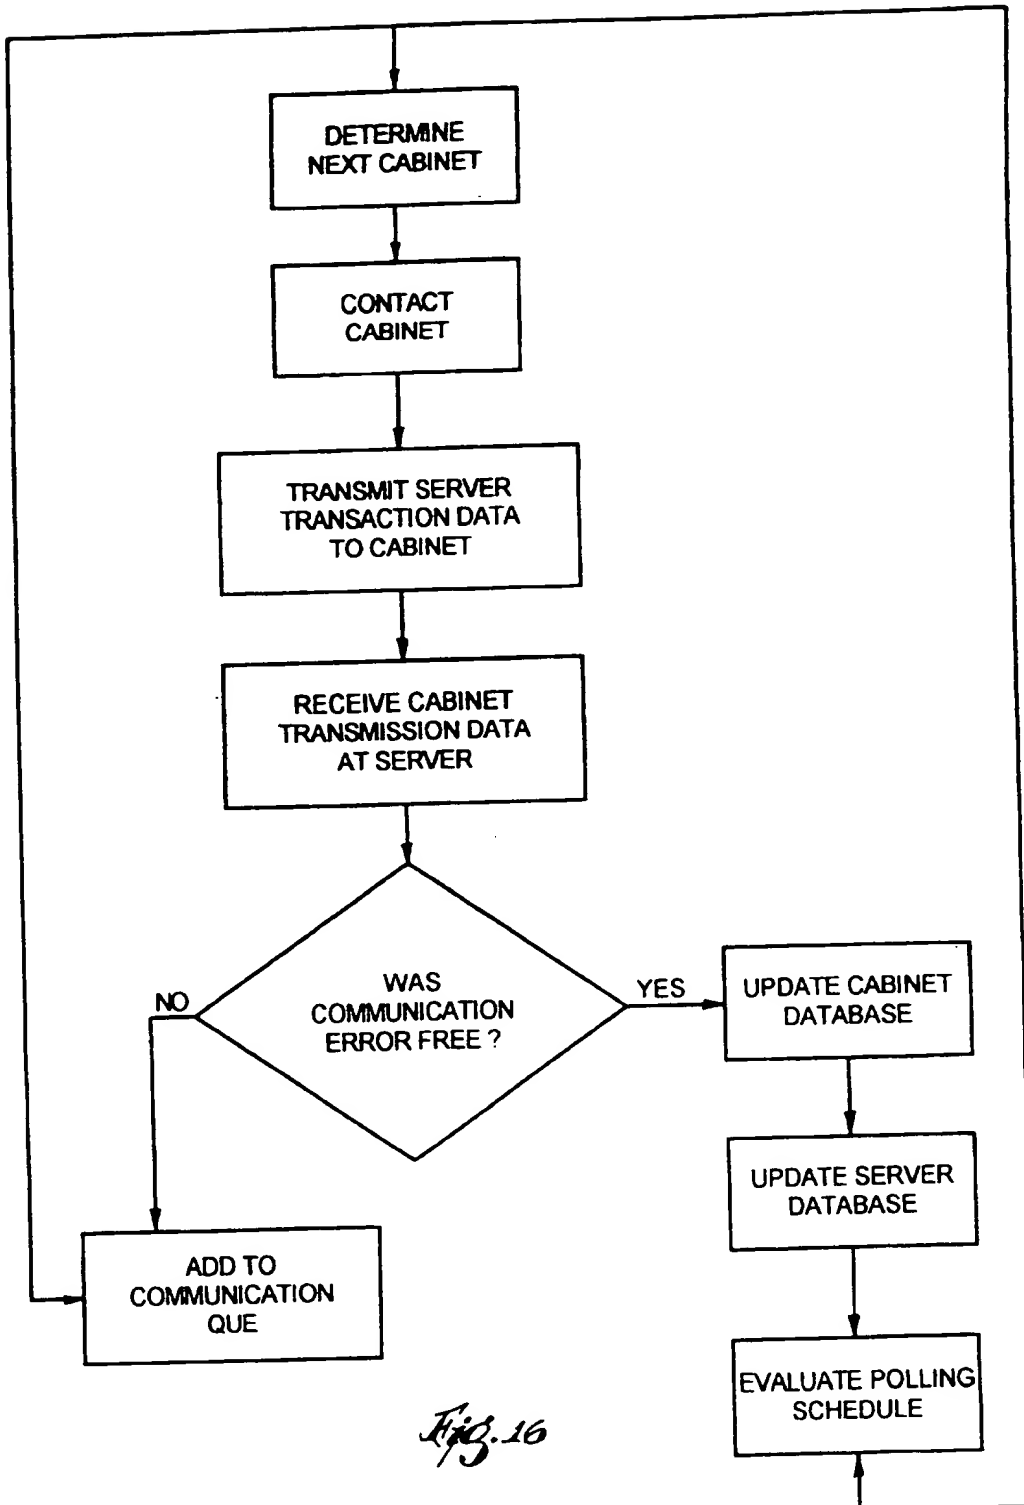 DETERMINE
NEXT CABINET
CONTACT
CABINET
TRANSMIT SERVER
TRANSACTION DATA
TO CABINET
RECEIVE CABINET
TRANSMISSION DATA
AT SERVER
WAS
COMMUNICATION
ERROR FREE ?
NO
YES
UPDATE CABINET
DATABASE
UPDATE SERVER
DATABASE
ADD TO
COMMUNICATION
QUE
EVALUATE POLLING
SCHEDULE
Fig. 16